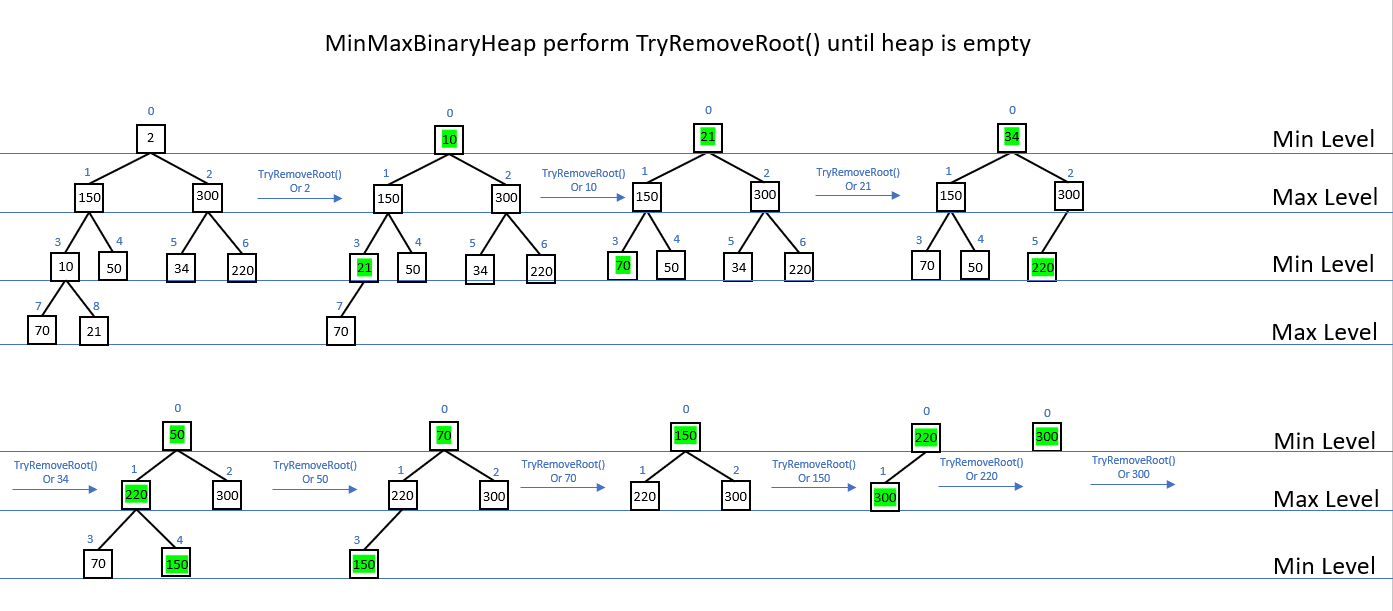 MinMaxBinaryHeap perform TryRemoveRoot() until heap is empty
0 0 0 0
2 10 21 34 Min Level
1 2 1 2 1 2 1 2
TryRemoveRoot() TryRemoveRoot() TryRemoveRoot()
Or 2 Or 10 Or 21
150 300 150 300 150 300 150 300 Max Level
3 4 5 6 3 4 5 6 3 4 5 6 3 4 5
10 50 34 220 21 50 34 220 70 50 34 220 70 50 220 Min Level
7 8 7
70 21 70 Max Level
0 0 0 0 0
50 70 150 220 300 Min Level
TryRemoveRoot() TryRemoveRoot() TryRemoveRoot() TryRemoveRoot() TryRemoveRoot() TryRemoveRoot()
Or 34 Or 50 Or 70 Or 150 Or 220 Or 300
1 2 1 2 1 2 1
220 300 220 300 220 300 300 Max Level
3 4 3
70 150 150 Min Level